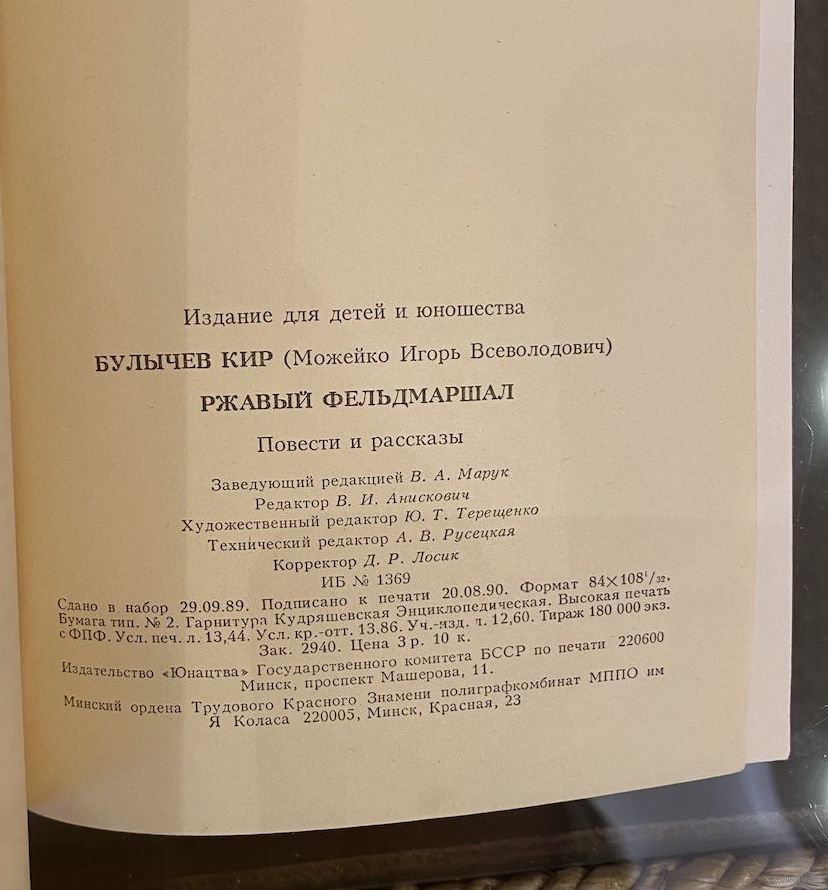 Издание для детей и юношества
БУЛЫЧЕВ КИР (Можейко Игорь Всеволодович)
РЖАВЫЙ ФЕЛЬДМАРШАЛ
Повести и рассказы
Заведующий редакцией В. А. Марук
Редактор В. И. Анискович
Художественный редактор Ю. Т. Терещенко
Технический редактор А. В. Русецкая
Корректор Д. Р. Лосик
ИБ № 1369
Сдано в набор 29.09.89. Подписано к печати 20.08.90. Формат 84×108¹/₃₂.
Бумага тип. № 2. Гарнитура Кудряшевская Энциклопедическая. Высокая печать
с ФПФ. Усл. печ. л. 13,44. Усл. кр.-отт. 13,86. Уч.-изд. л. 12,60. Тираж 180 000 экз.
Зак. 2940. Цена 3 р. 10 к.
Издательство «Юнацтва» Государственного комитета БССР по печати 220600
Минск, проспект Машерова, 11.
Минский ордена Трудового Красного Знамени полиграфкомбинат МППО им
Я Коласа 220005, Минск, Красная, 23